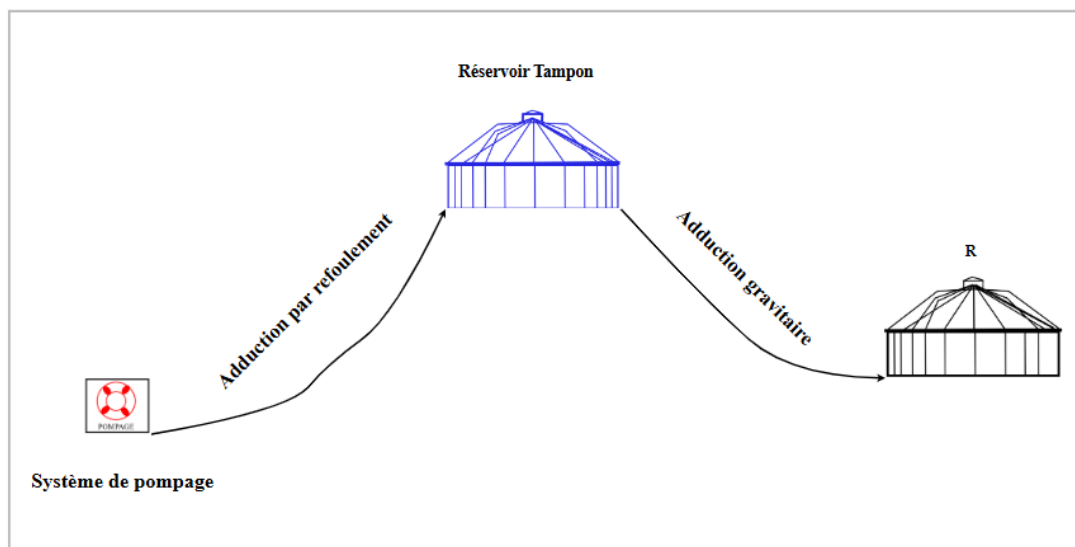 Réservoir Tampon
Adduction par refoulement
Adduction gravitaire
R
POMPAGE
Système de pompage